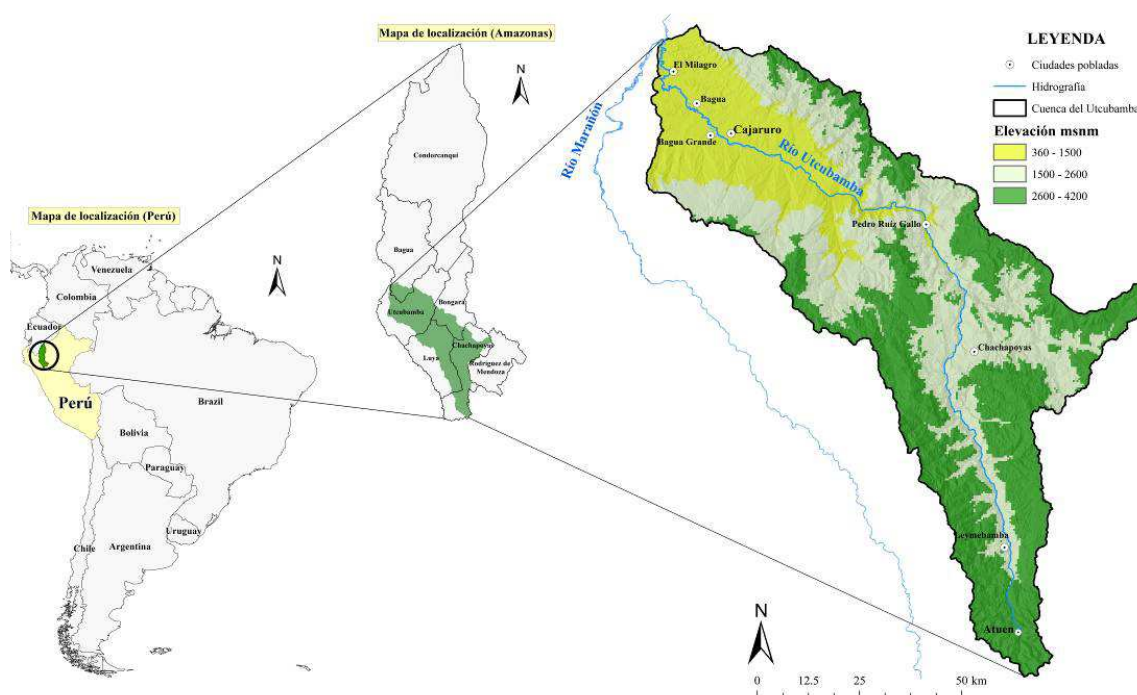 Mapa de localización (Perú)
N
Venezuela
Colombia
Ecuador
Perú
Brazil
Bolivia
Paraguay
Chile
Argentina
Uruguay
Mapa de localización (Amazonas)
N
Condorcanqui
Bagua
Bongara
Utcubamba
Luya
Chachapoyas
Rodriguez de
Mendoza
Río Marañón
El Milagro
Bagua
Cajaruro
Bagua Grande
Río Utcubamba
Pedro Ruíz Gallo
Chachapoyas
Leymebamba
Atuen
N
0 12.5 25 50 km
LEYENDA
Ciudades pobladas
Hidrografía
Cuenca del Utcubamba
Elevación msnm
360 - 1500
1500 - 2600
2600 - 4200